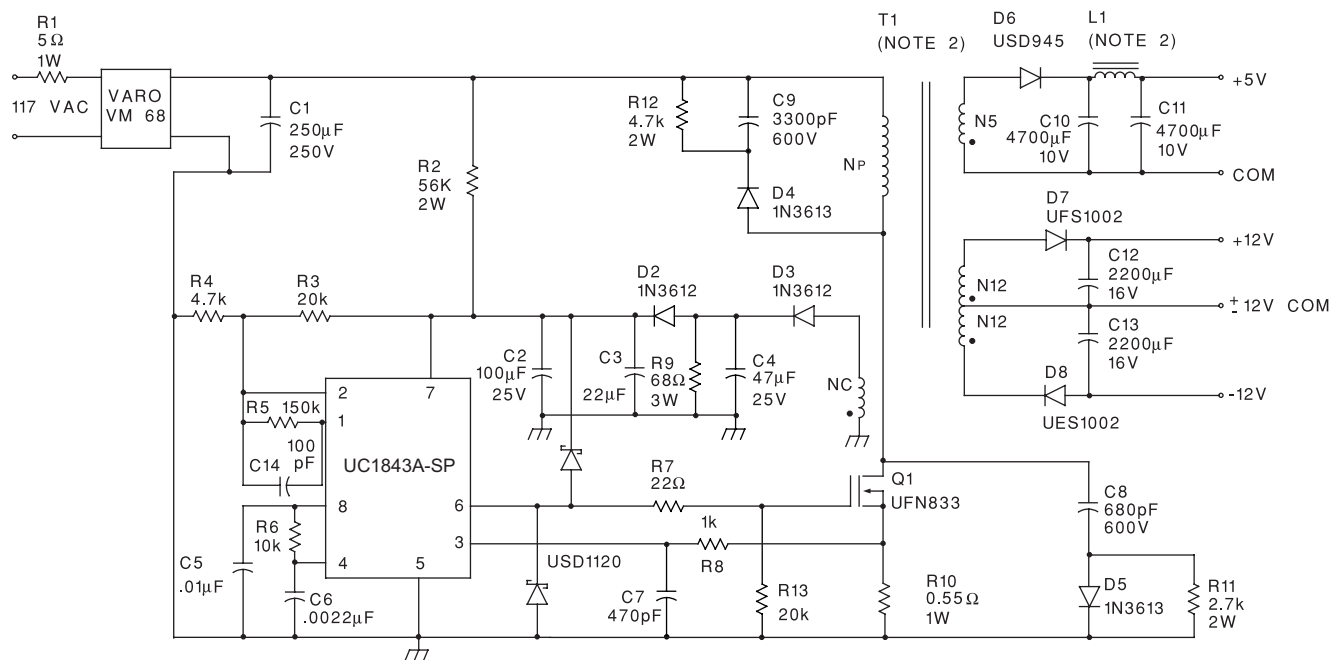 R1
5Ω
1W
117 VAC
VARO
VM 68
C1
250µF
250V
R2
56K
2W
R12
4.7k
2W
C9
3300pF
600V
D4
1N3613
NP
T1
(NOTE 2)
D6
USD945
L1
(NOTE 2)
+5V
N5
C10
4700µF
10V
C11
4700µF
10V
COM
D7
UFS1002
+12V
N12
N12
C12
2200µF
16V
± 12V COM
C13
2200µF
16V
D8
UES1002
-12V
R4
4.7k
R3
20k
D2
1N3612
D3
1N3612
C2
100µF
25V
C3
22µF
R9
68Ω
3W
C4
47µF
25V
NC
2
7
R5 150k
1
100
pF
C14
UC1843A-SP
8
6
R6
10k
3
4
5
C5
.01µF
C6
.0022µF
USD1120
R7
22Ω
1k
R8
C7
470pF
R13
20k
Q1
UFN833
R10
0.55Ω
1W
C8
680pF
600V
D5
1N3613
R11
2.7k
2W